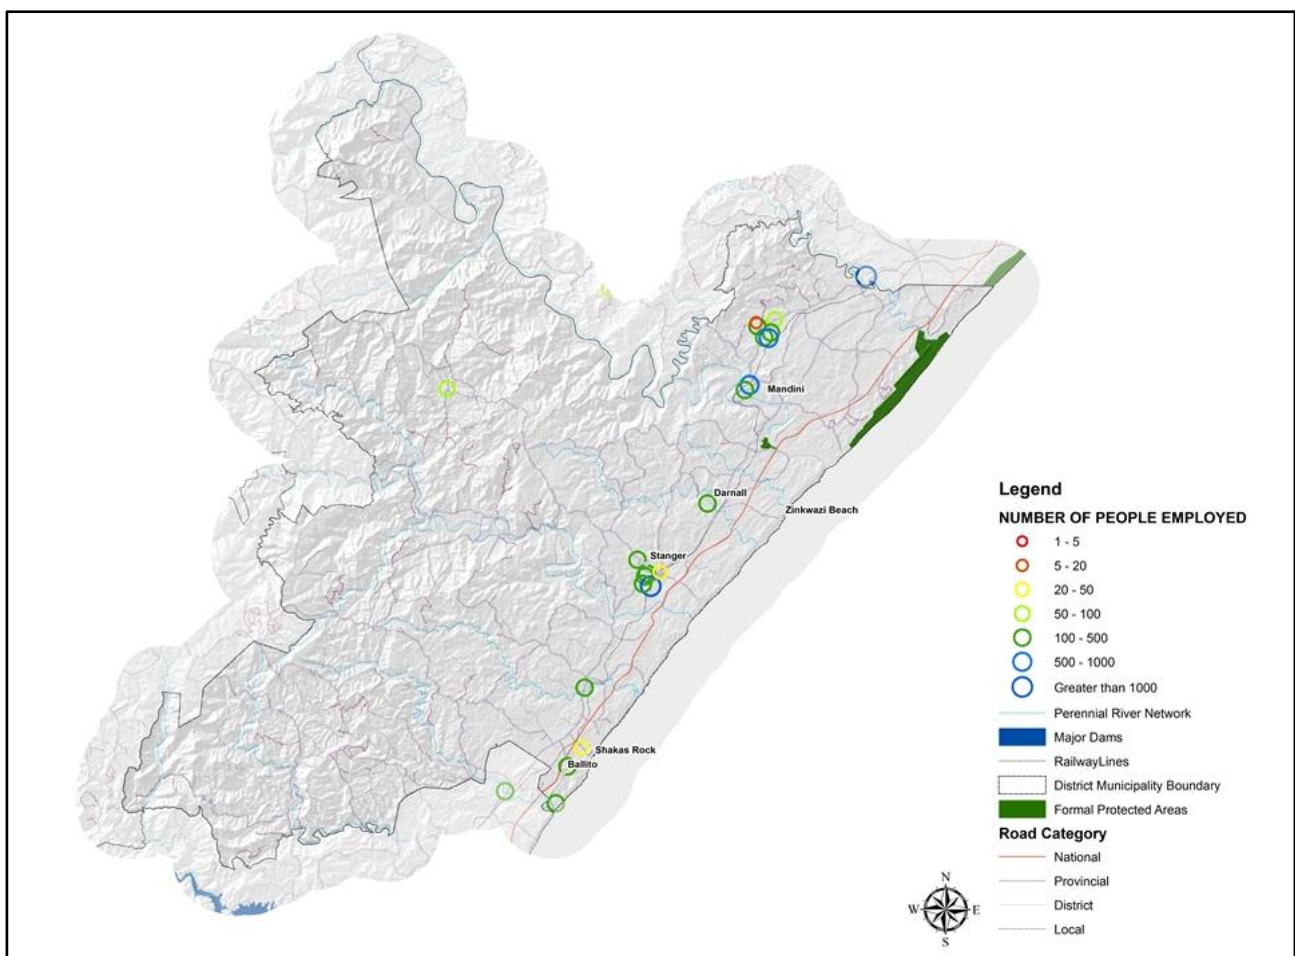 Mandini
Darnall
Zinkwazi Beach
Stanger
Shakas Rock
Ballito
Legend
NUMBER OF PEOPLE EMPLOYED
1 - 5
5 - 20
20 - 50
50 - 100
100 - 500
500 - 1000
Greater than 1000
Perennial River Network
Major Dams
RailwayLines
District Municipality Boundary
Formal Protected Areas
Road Category
National
Provincial
District
Local
N
W E
S